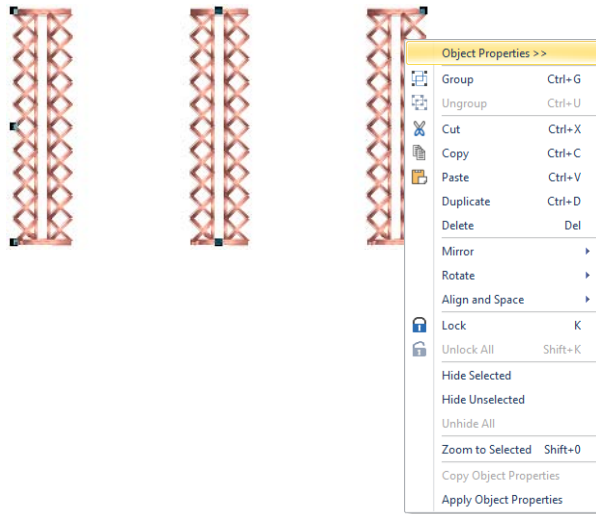 Object Properties >>
Group Ctrl+G
Ungroup Ctrl+U
Cut Ctrl+X
Copy Ctrl+C
Paste Ctrl+V
Duplicate Ctrl+D
Delete Del
Mirror
Rotate
Align and Space
Lock K
Unlock All Shift+K
Hide Selected
Hide Unselected
Unhide All
Zoom to Selected Shift+0
Copy Object Properties
Apply Object Properties